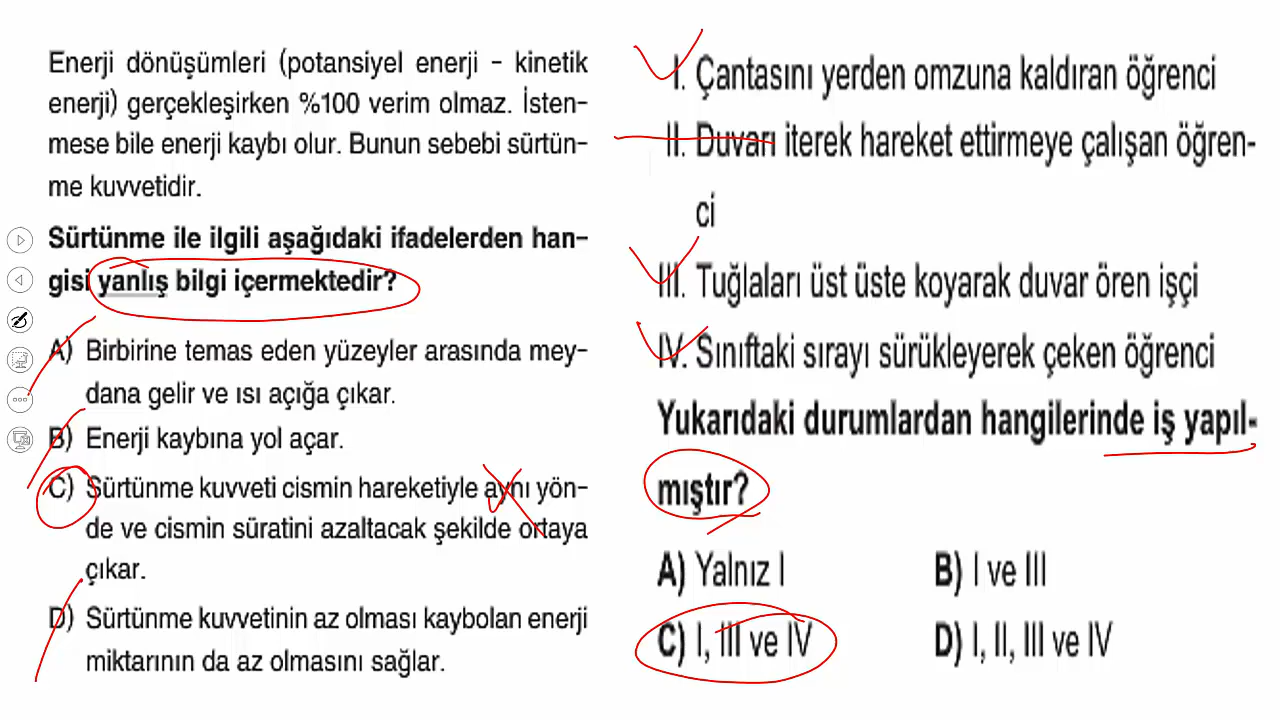 Enerji dönüşümleri (potansiyel enerji - kinetik
enerji) gerçekleşirken %100 verim olmaz. İsten-
mese bile enerji kaybı olur. Bunun sebebi sürtün-
me kuvvetidir.
Sürtünme ile ilgili aşağıdaki ifadelerden han-
gisi yanlış bilgi içermektedir?
A) Birbirine temas eden yüzeyler arasında mey-
dana gelir ve ısı açığa çıkar.
B) Enerji kaybına yol açar.
C) Sürtünme kuvveti cismin hareketiyle aynı yön-
de ve cismin süratini azaltacak şekilde ortaya
çıkar.
D) Sürtünme kuvvetinin az olması kaybolan enerji
miktarının da az olmasını sağlar.
I. Çantasını yerden omzuna kaldıran öğrenci
II. Duvarı iterek hareket ettirmeye çalışan öğren-
ci
III. Tuğlaları üst üste koyarak duvar ören işçi
IV. Sınıftaki sırayı sürükleyerek çeken öğrenci
Yukarıdaki durumlardan hangilerinde iş yapıl-
mıştır?
A) Yalnız I
B) I ve III
C) I, III ve IV
D) I, II, III ve IV